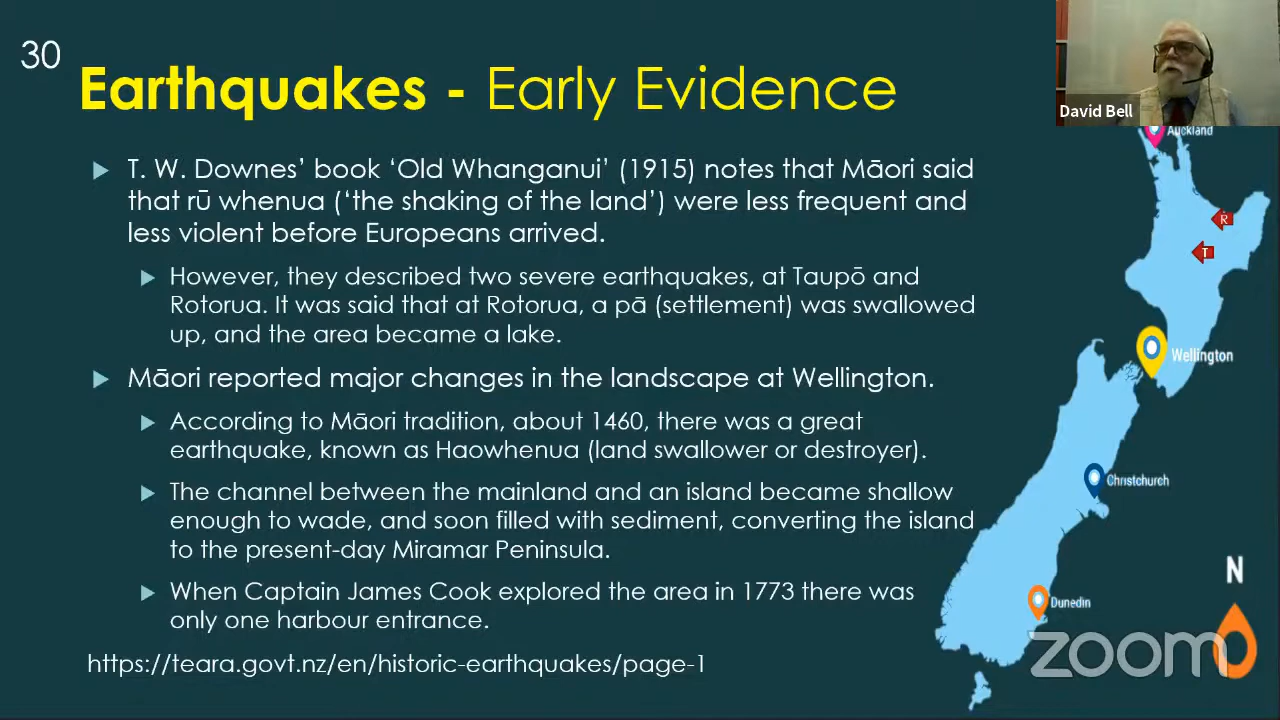 30
Earthquakes - Early Evidence
David Bell
T. W. Downes’ book ‘Old Whanganui’ (1915) notes that Māori said
that rū whenua (‘the shaking of the land’) were less frequent and
less violent before Europeans arrived.
However, they described two severe earthquakes, at Taupō and
Rotorua. It was said that at Rotorua, a pā (settlement) was swallowed
up, and the area became a lake.
Māori reported major changes in the landscape at Wellington.
According to Māori tradition, about 1460, there was a great
earthquake, known as Haowhenua (land swallower or destroyer).
The channel between the mainland and an island became shallow
enough to wade, and soon filled with sediment, converting the island
to the present-day Miramar Peninsula.
When Captain James Cook explored the area in 1773 there was
only one harbour entrance.
https://teara.govt.nz/en/historic-earthquakes/page-1
Auckland
R
T
Wellington
Christchurch
Dunedin
N
zoom